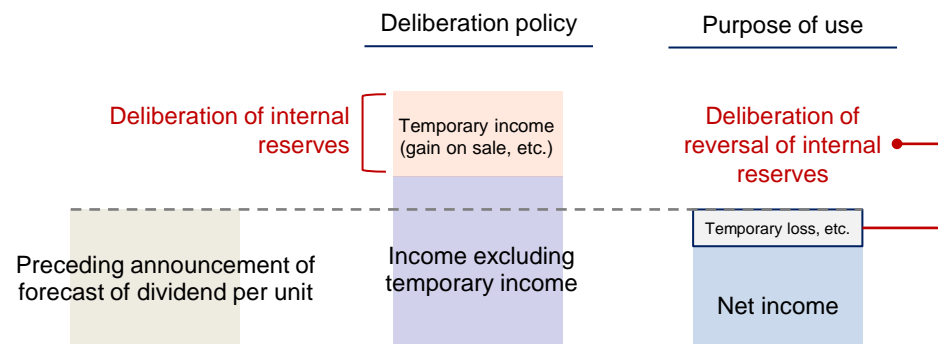 Deliberation policy
Purpose of use
Deliberation of internal
reserves
Temporary income
(gain on sale, etc.)
Deliberation of
reversal of internal
reserves
Preceding announcement of
forecast of dividend per unit
Income excluding
temporary income
Temporary loss, etc.
Net income